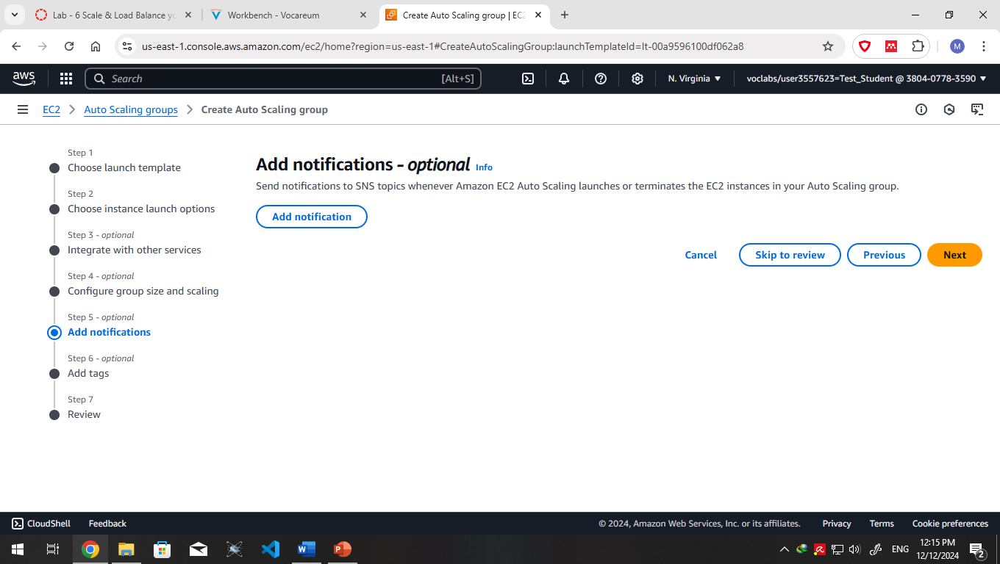 Lab - 6 Scale & Load Balance yo
Workbench - Vocareum
Create Auto Scaling group | EC2
us-east-1.console.aws.amazon.com/ec2/home?region=us-east-1#CreateAutoScalingGroup:launchTemplateId=lt-00a9596100df062a8
M
aws
Search
[Alt+S]
N. Virginia
voclabs/user3557623=Test_Student @ 3804-0778-3590
EC2
Auto Scaling groups
Create Auto Scaling group
Step 1
Choose launch template
Step 2
Choose instance launch options
Step 3 - optional
Integrate with other services
Step 4 - optional
Configure group size and scaling
Step 5 - optional
Add notifications
Step 6 - optional
Add tags
Step 7
Review
Add notifications - optional Info
Send notifications to SNS topics whenever Amazon EC2 Auto Scaling launches or terminates the EC2 instances in your Auto Scaling group.
Add notification
Cancel
Skip to review
Previous
Next
CloudShell
Feedback
© 2024, Amazon Web Services, Inc. or its affiliates.
Privacy
Terms
Cookie preferences
ENG
12:15 PM
12/12/2024
2